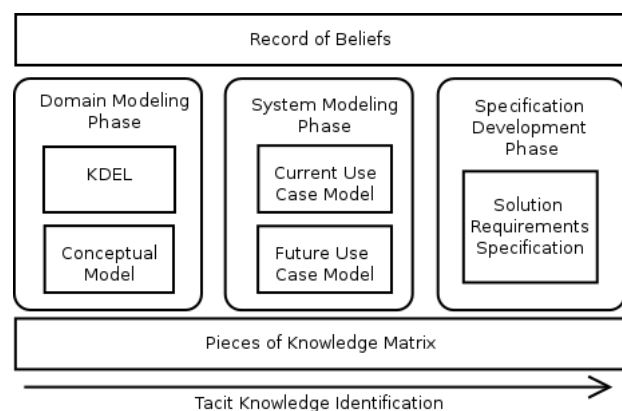 Record of Beliefs
Domain Modeling
Phase
KDEL
Conceptual
Model
System Modeling
Phase
Current Use
Case Model
Future Use
Case Model
Specification
Development
Phase
Solution
Requirements
Specification
Pieces of Knowledge Matrix
Tacit Knowledge Identification